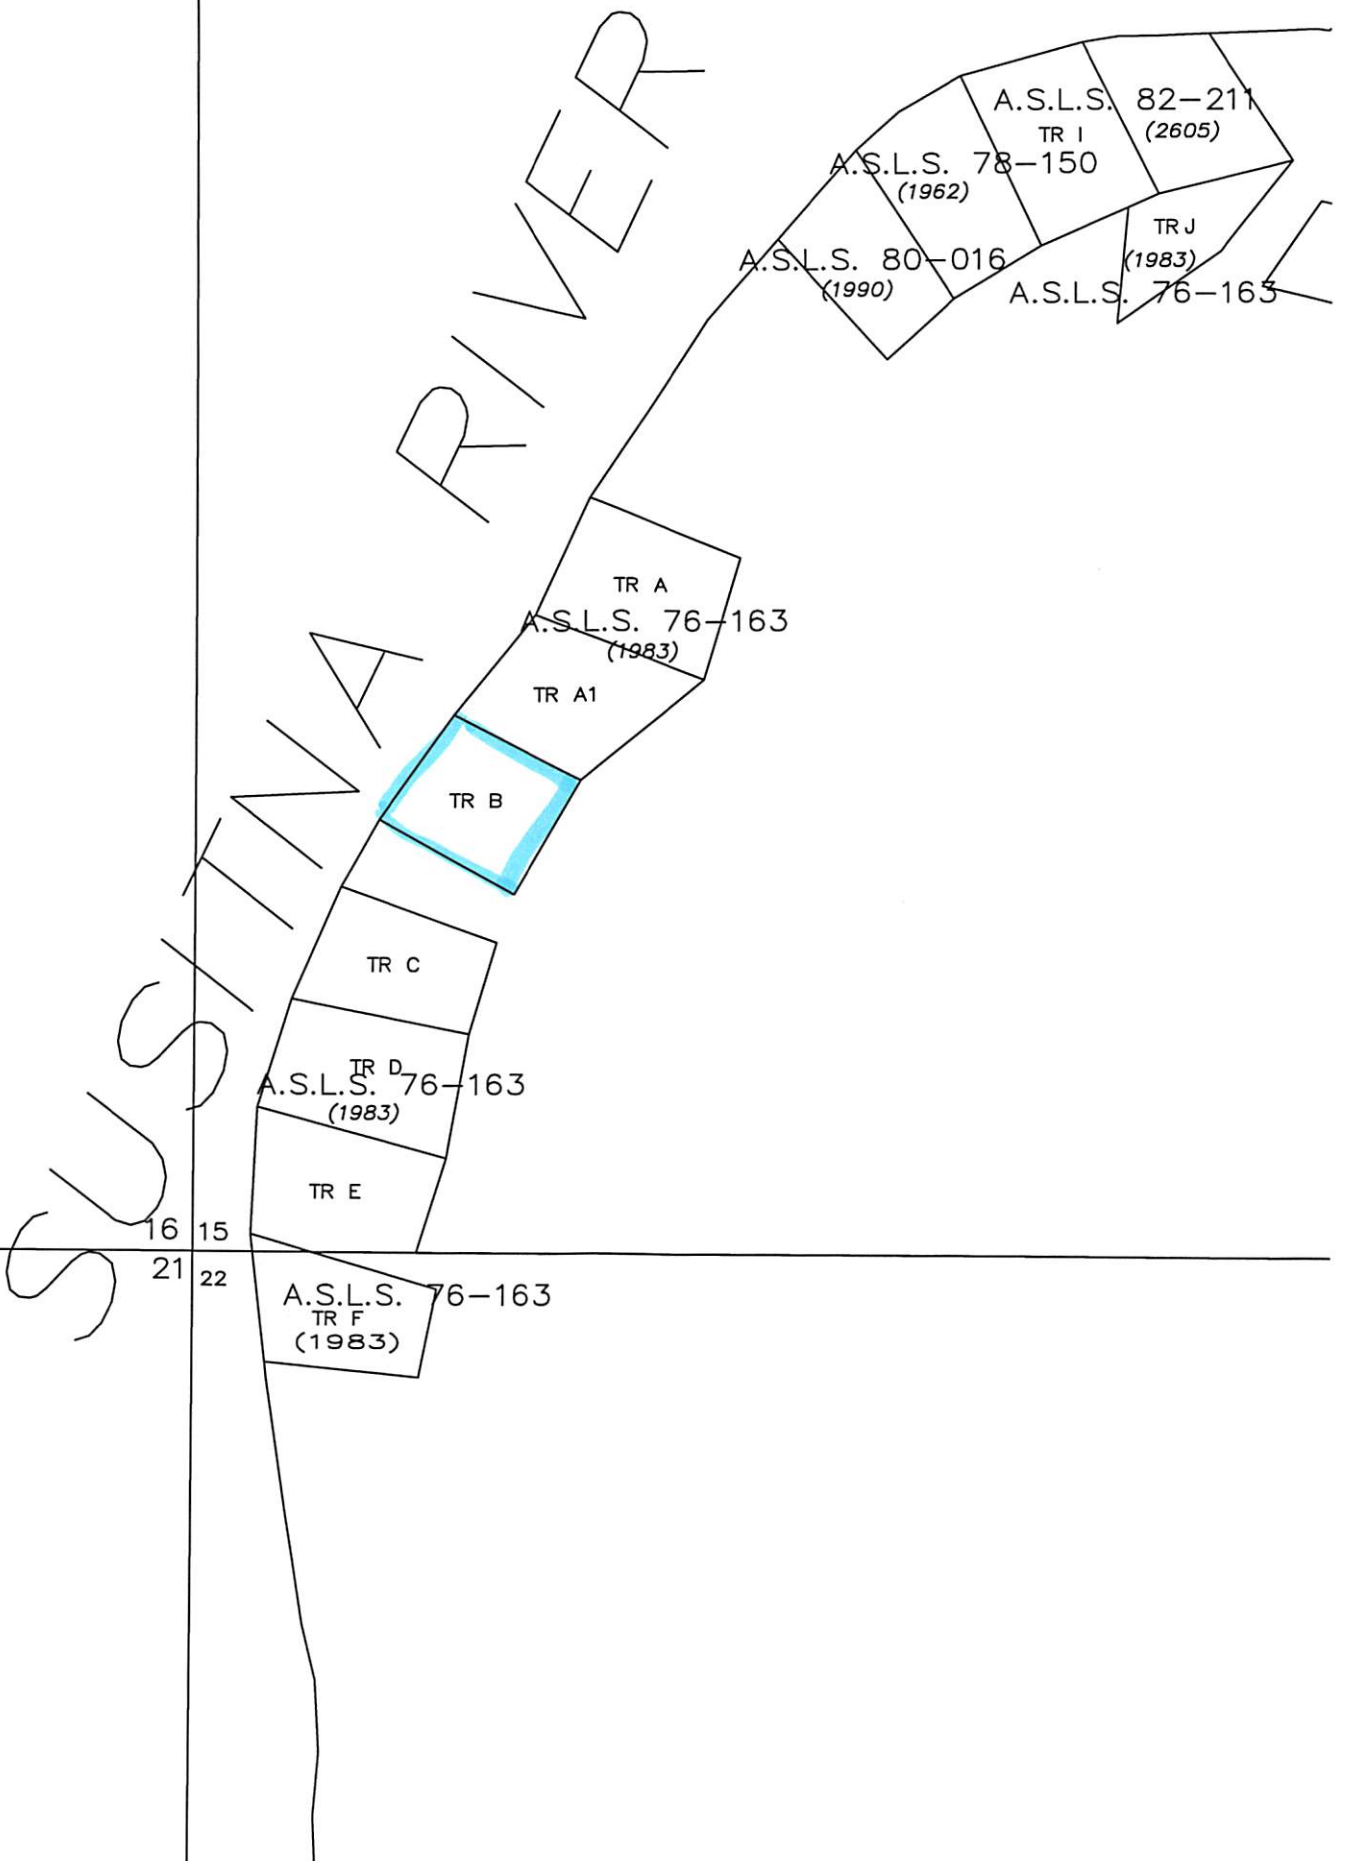 SUSITNA RIVER
A.S.L.S. 82-211
(2605)
TR I
A.S.L.S. 78-150
(1962)
TR J
(1983)
A.S.L.S. 76-163
A.S.L.S. 80-016
(1990)
TR A
A.S.L.S. 76-163
(1983)
TR A1
TR B
TR C
TR D
A.S.L.S. 76-163
(1983)
TR E
16 15
21 22
A.S.L.S. 76-163
TR F
(1983)